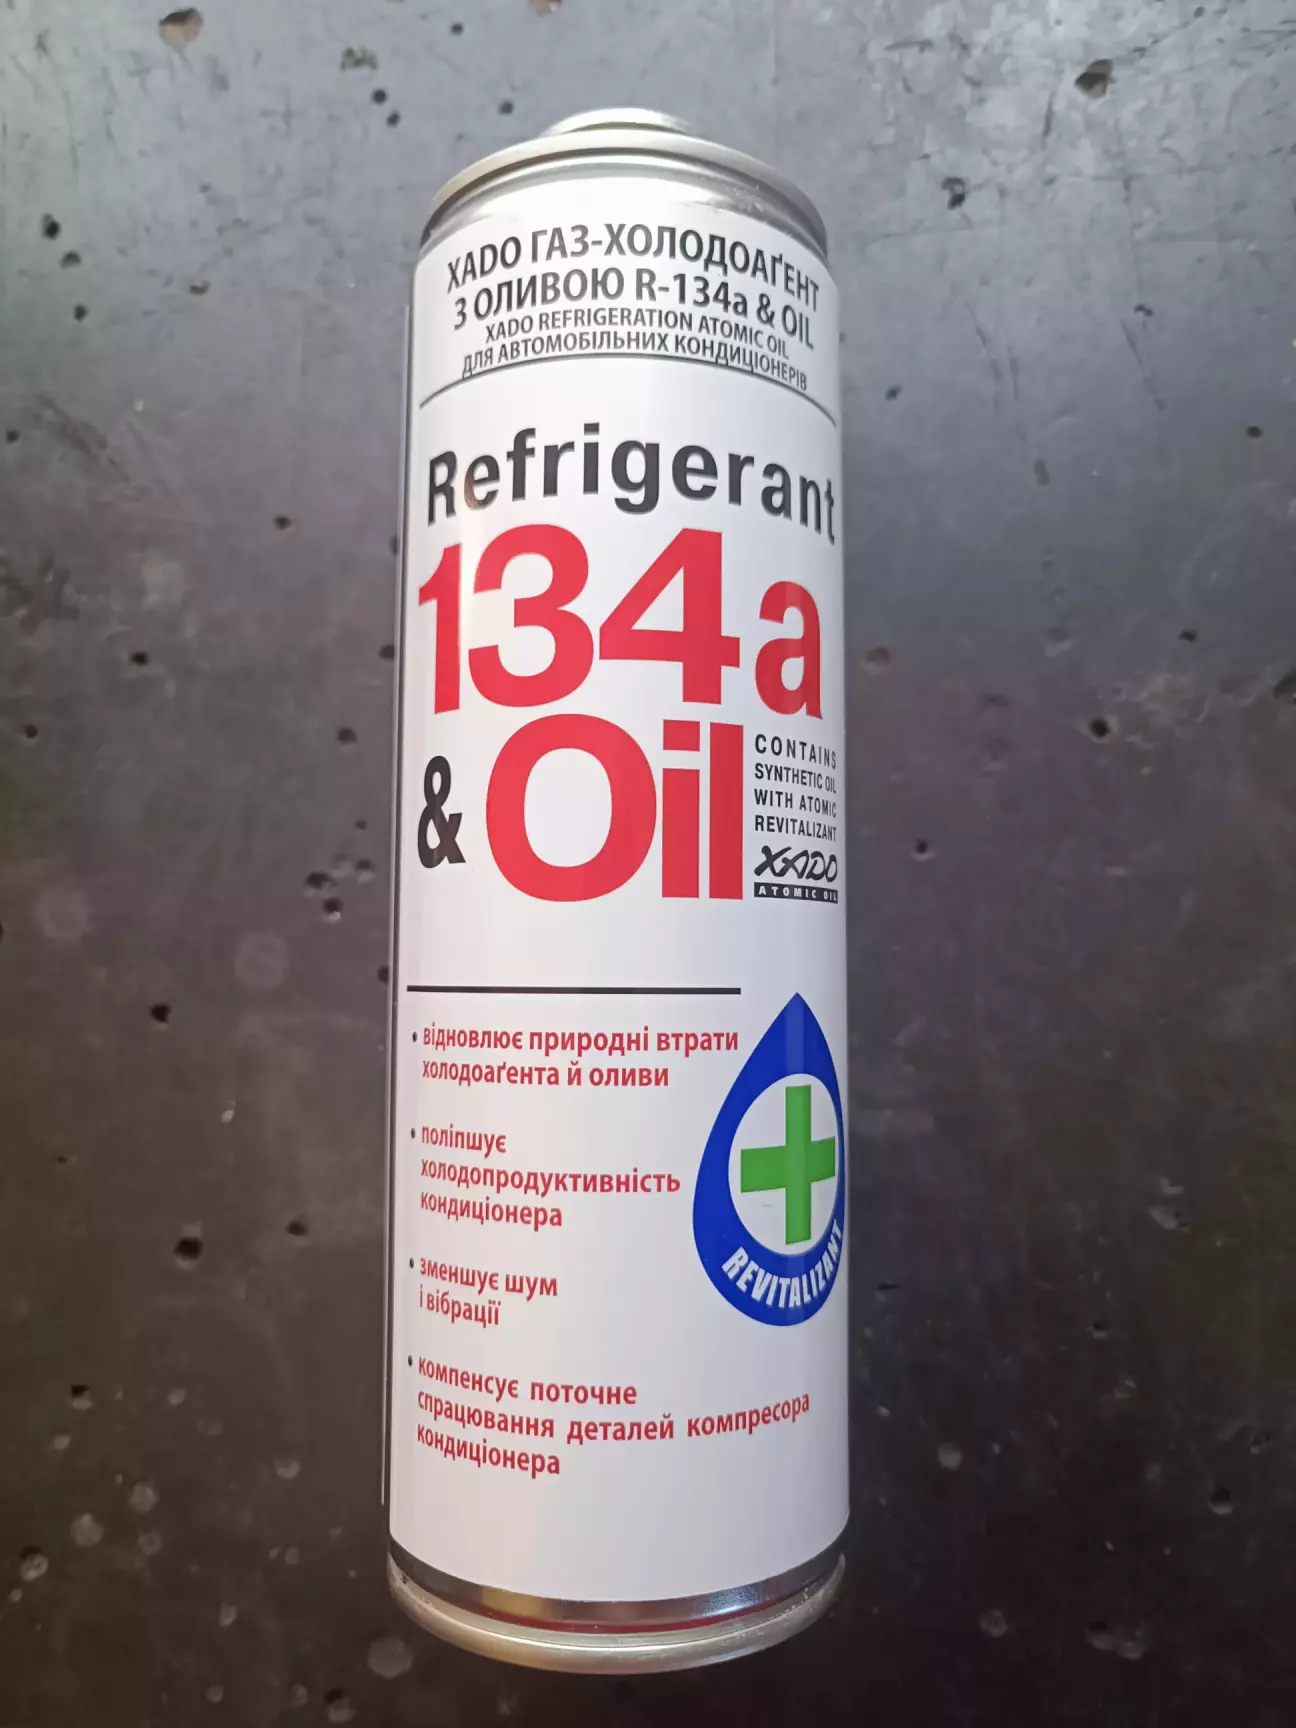 XADO ГАЗ-ХОЛОДОАҐЕНТ
З ОЛИВОЮ R-134a & OIL
XADO REFRIGERATION ATOMIC OIL
ДЛЯ АВТОМОБІЛЬНИХ КОНДИЦІОНЕРІВ
Refrigerant
134a
& Oil
CONTAINS
SYNTHETIC OIL
WITH ATOMIC
REVITALIZANT
XADO
ATOMIC OIL
• відновлює природні втрати
холодоаґента й оливи
• поліпшує
холодопродуктивність
кондиціонера
• зменшує шум
і вібрації
• компенсує поточне
спрацювання деталей компресора
кондиціонера
REVITALIZANT